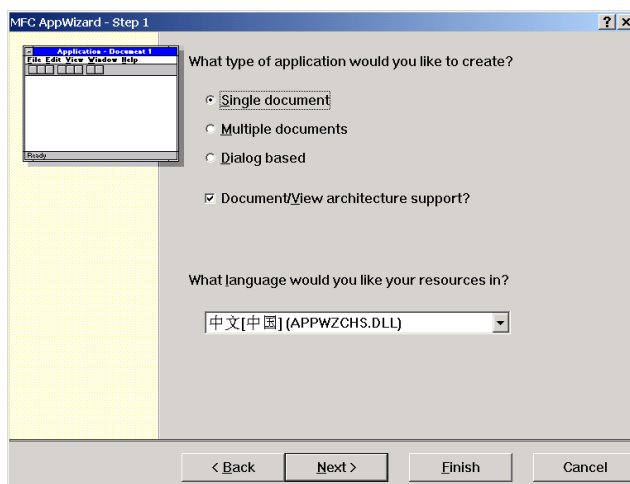 MFC AppWizard - Step 1
Application - Document 1
File Edit View Window Help
Ready
What type of application would you like to create?
Single document
Multiple documents
Dialog based
Document/View architecture support?
What language would you like your resources in?
中文[中国] (APPWZCHS.DLL)
< Back Next > Finish Cancel